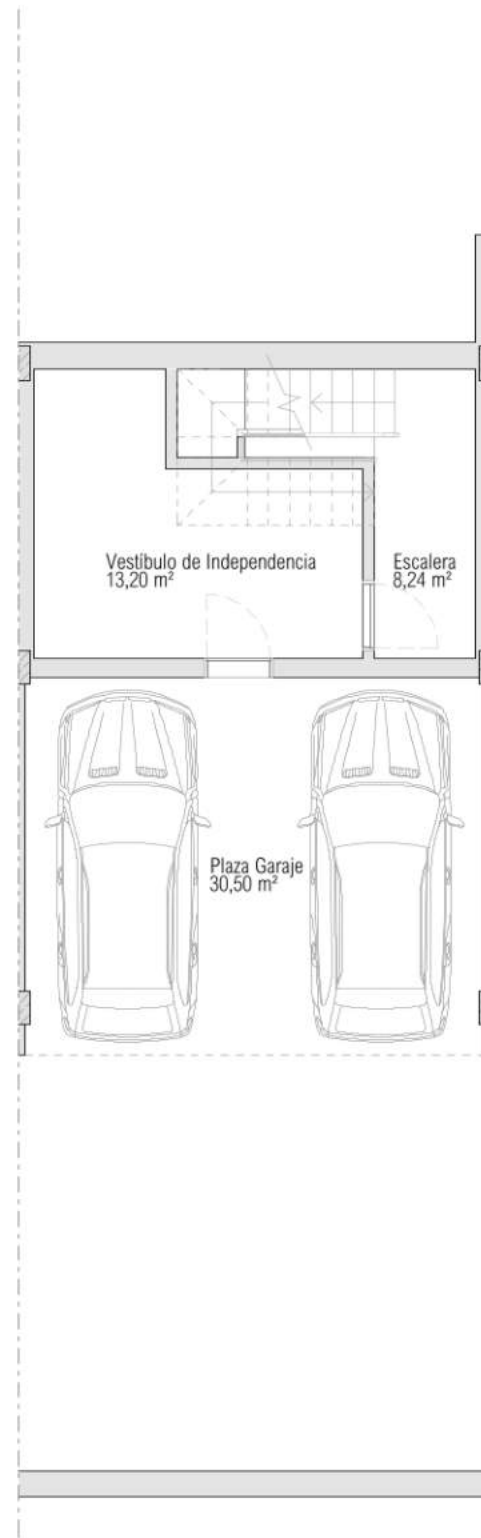 Vestíbulo de Independencia
13,20 m²
Escalera
8,24 m²
Plaza Garaje
30,50 m²